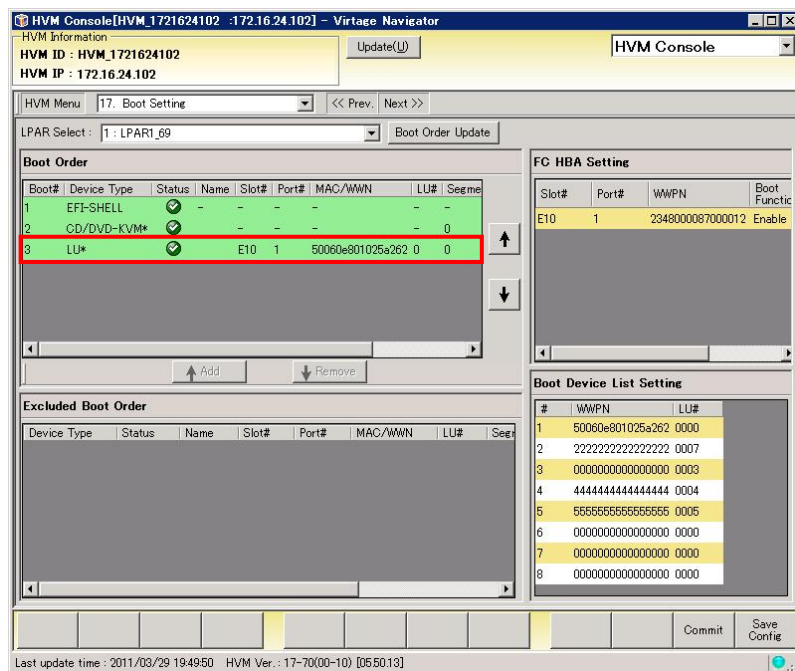 HVM Console[HVM_1721624102 :172.16.24.102] - Virtage Navigator
HVM Information
HVM ID : HVM_1721624102
HVM IP : 172.16.24.102
Update(U)
HVM Console
HVM Menu 17. Boot Setting << Prev. Next >>
LPAR Select : 1 : LPAR1_69 Boot Order Update
Boot Order
Boot# Device Type Status Name Slot# Port# MAC/WWN LU# Segme
1 EFI-SHELL - - - - - -
2 CD/DVD-KVM* - - - - 0
3 LU* E10 1 50060e801025a262 0 0
Add Remove
Excluded Boot Order
Device Type Status Name Slot# Port# MAC/WWN LU# Segr
FC HBA Setting
Slot# Port# WWPN Boot Functio
E10 1 2348000087000012 Enable
Boot Device List Setting
# WWPN LU#
1 50060e801025a262 0000
2 2222222222222222 0007
3 0000000000000000 0003
4 4444444444444444 0004
5 5555555555555555 0005
6 0000000000000000 0000
7 0000000000000000 0000
8 0000000000000000 0000
Commit Save Config
Last update time : 2011/03/29 19:49:50 HVM Ver. : 17-70(00-10) [05.50.13]